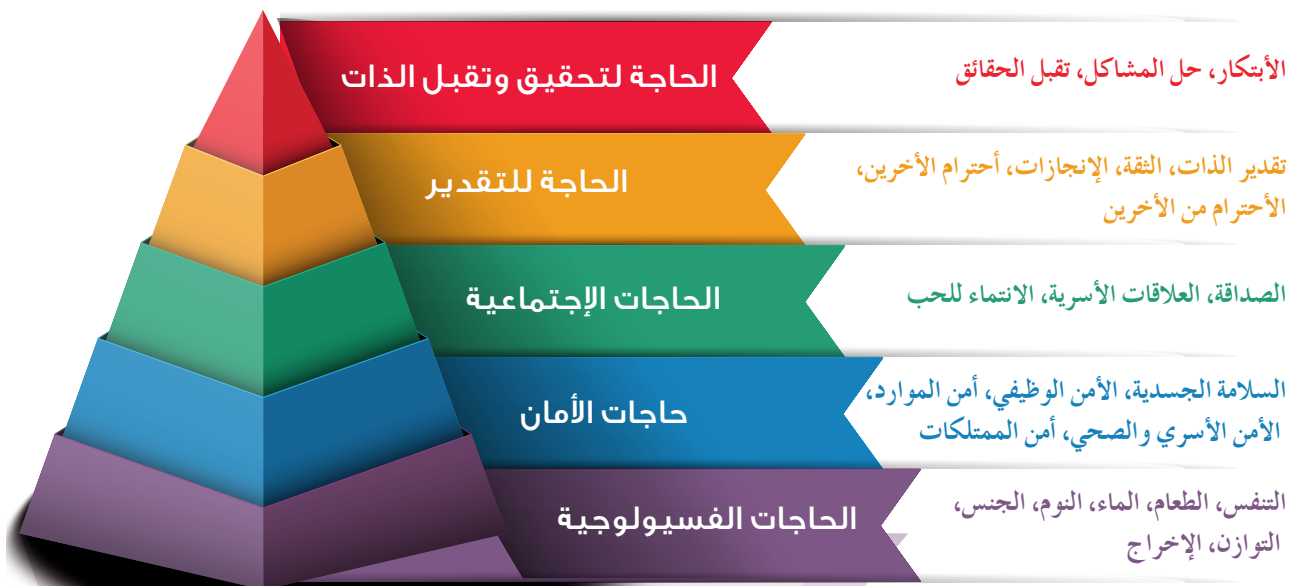 الحاجة لتحقيق وتقبل الذات
الأبتكار، حل المشاكل، تقبل الحقائق
الحاجة للتقدير
تقدير الذات، الثقة، الإنجازات، أحترام الأخرين،
الأحترام من الأخرين
الحاجات الإجتماعية
الصداقة، العلاقات الأسرية، الانتماء للحب
حاجات الأمان
السلامة الجسدية، الأمن الوظيفي، أمن الموارد،
الأمن الأسري والصحي، أمن الممتلكات
الحاجات الفسيولوجية
التنفس، الطعام، الماء، النوم، الجنس،
التوازن، الإخراج